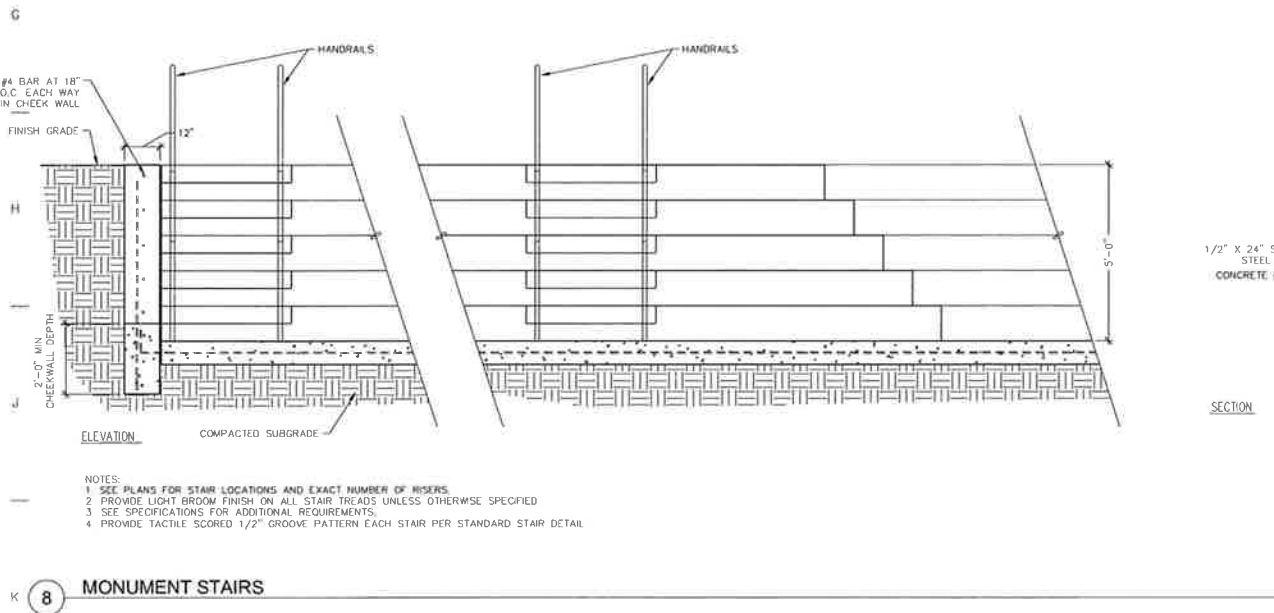 G
HANDRAILS
HANDRAILS
#4 BAR AT 18"
O.C. EACH WAY
IN CHEEK WALL
FINISH GRADE
12"
H
5'-0"
1/2" X 24" S
STEEL
CONCRETE
2'-0" MIN
CHEEKWALL DEPTH
J
ELEVATION
COMPACTED SUBGRADE
SECTION
NOTES:
1 SEE PLANS FOR STAIR LOCATIONS AND EXACT NUMBER OF RISERS.
2 PROVIDE LIGHT BROOM FINISH ON ALL STAIR TREADS UNLESS OTHERWISE SPECIFIED
3 SEE SPECIFICATIONS FOR ADDITIONAL REQUIREMENTS.
4 PROVIDE TACTILE SCORED 1/2" GROOVE PATTERN EACH STAIR PER STANDARD STAIR DETAIL
K
8
MONUMENT STAIRS